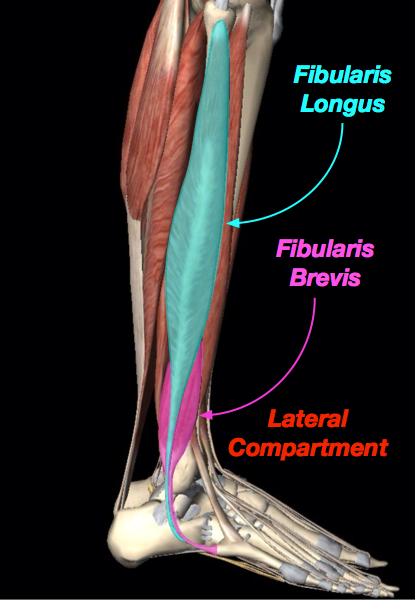 Fibularis
Longus
Fibularis
Brevis
Lateral
Compartment